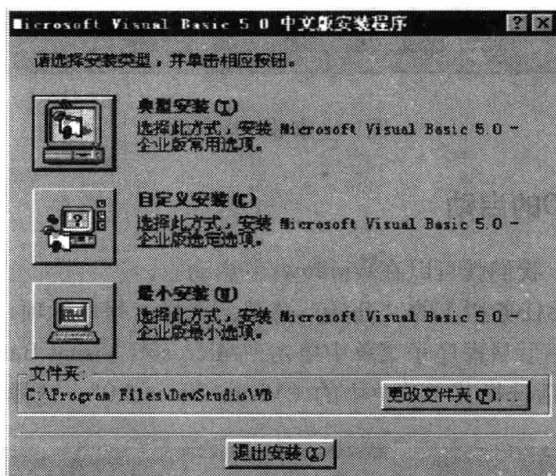 Microsoft Visual Basic 5.0 中文版安装程序
请选择安装类型，并单击相应按钮。
典型安装(T)
选择此方式，安装 Microsoft Visual Basic 5.0 -
企业版常用选项。
自定义安装(C)
选择此方式，安装 Microsoft Visual Basic 5.0 -
企业版选定选项。
最小安装(M)
选择此方式，安装 Microsoft Visual Basic 5.0 -
企业版最小选项。
文件夹:
C:\Program Files\DevStudio\VB
更改文件夹(F)...
退出安装(X)